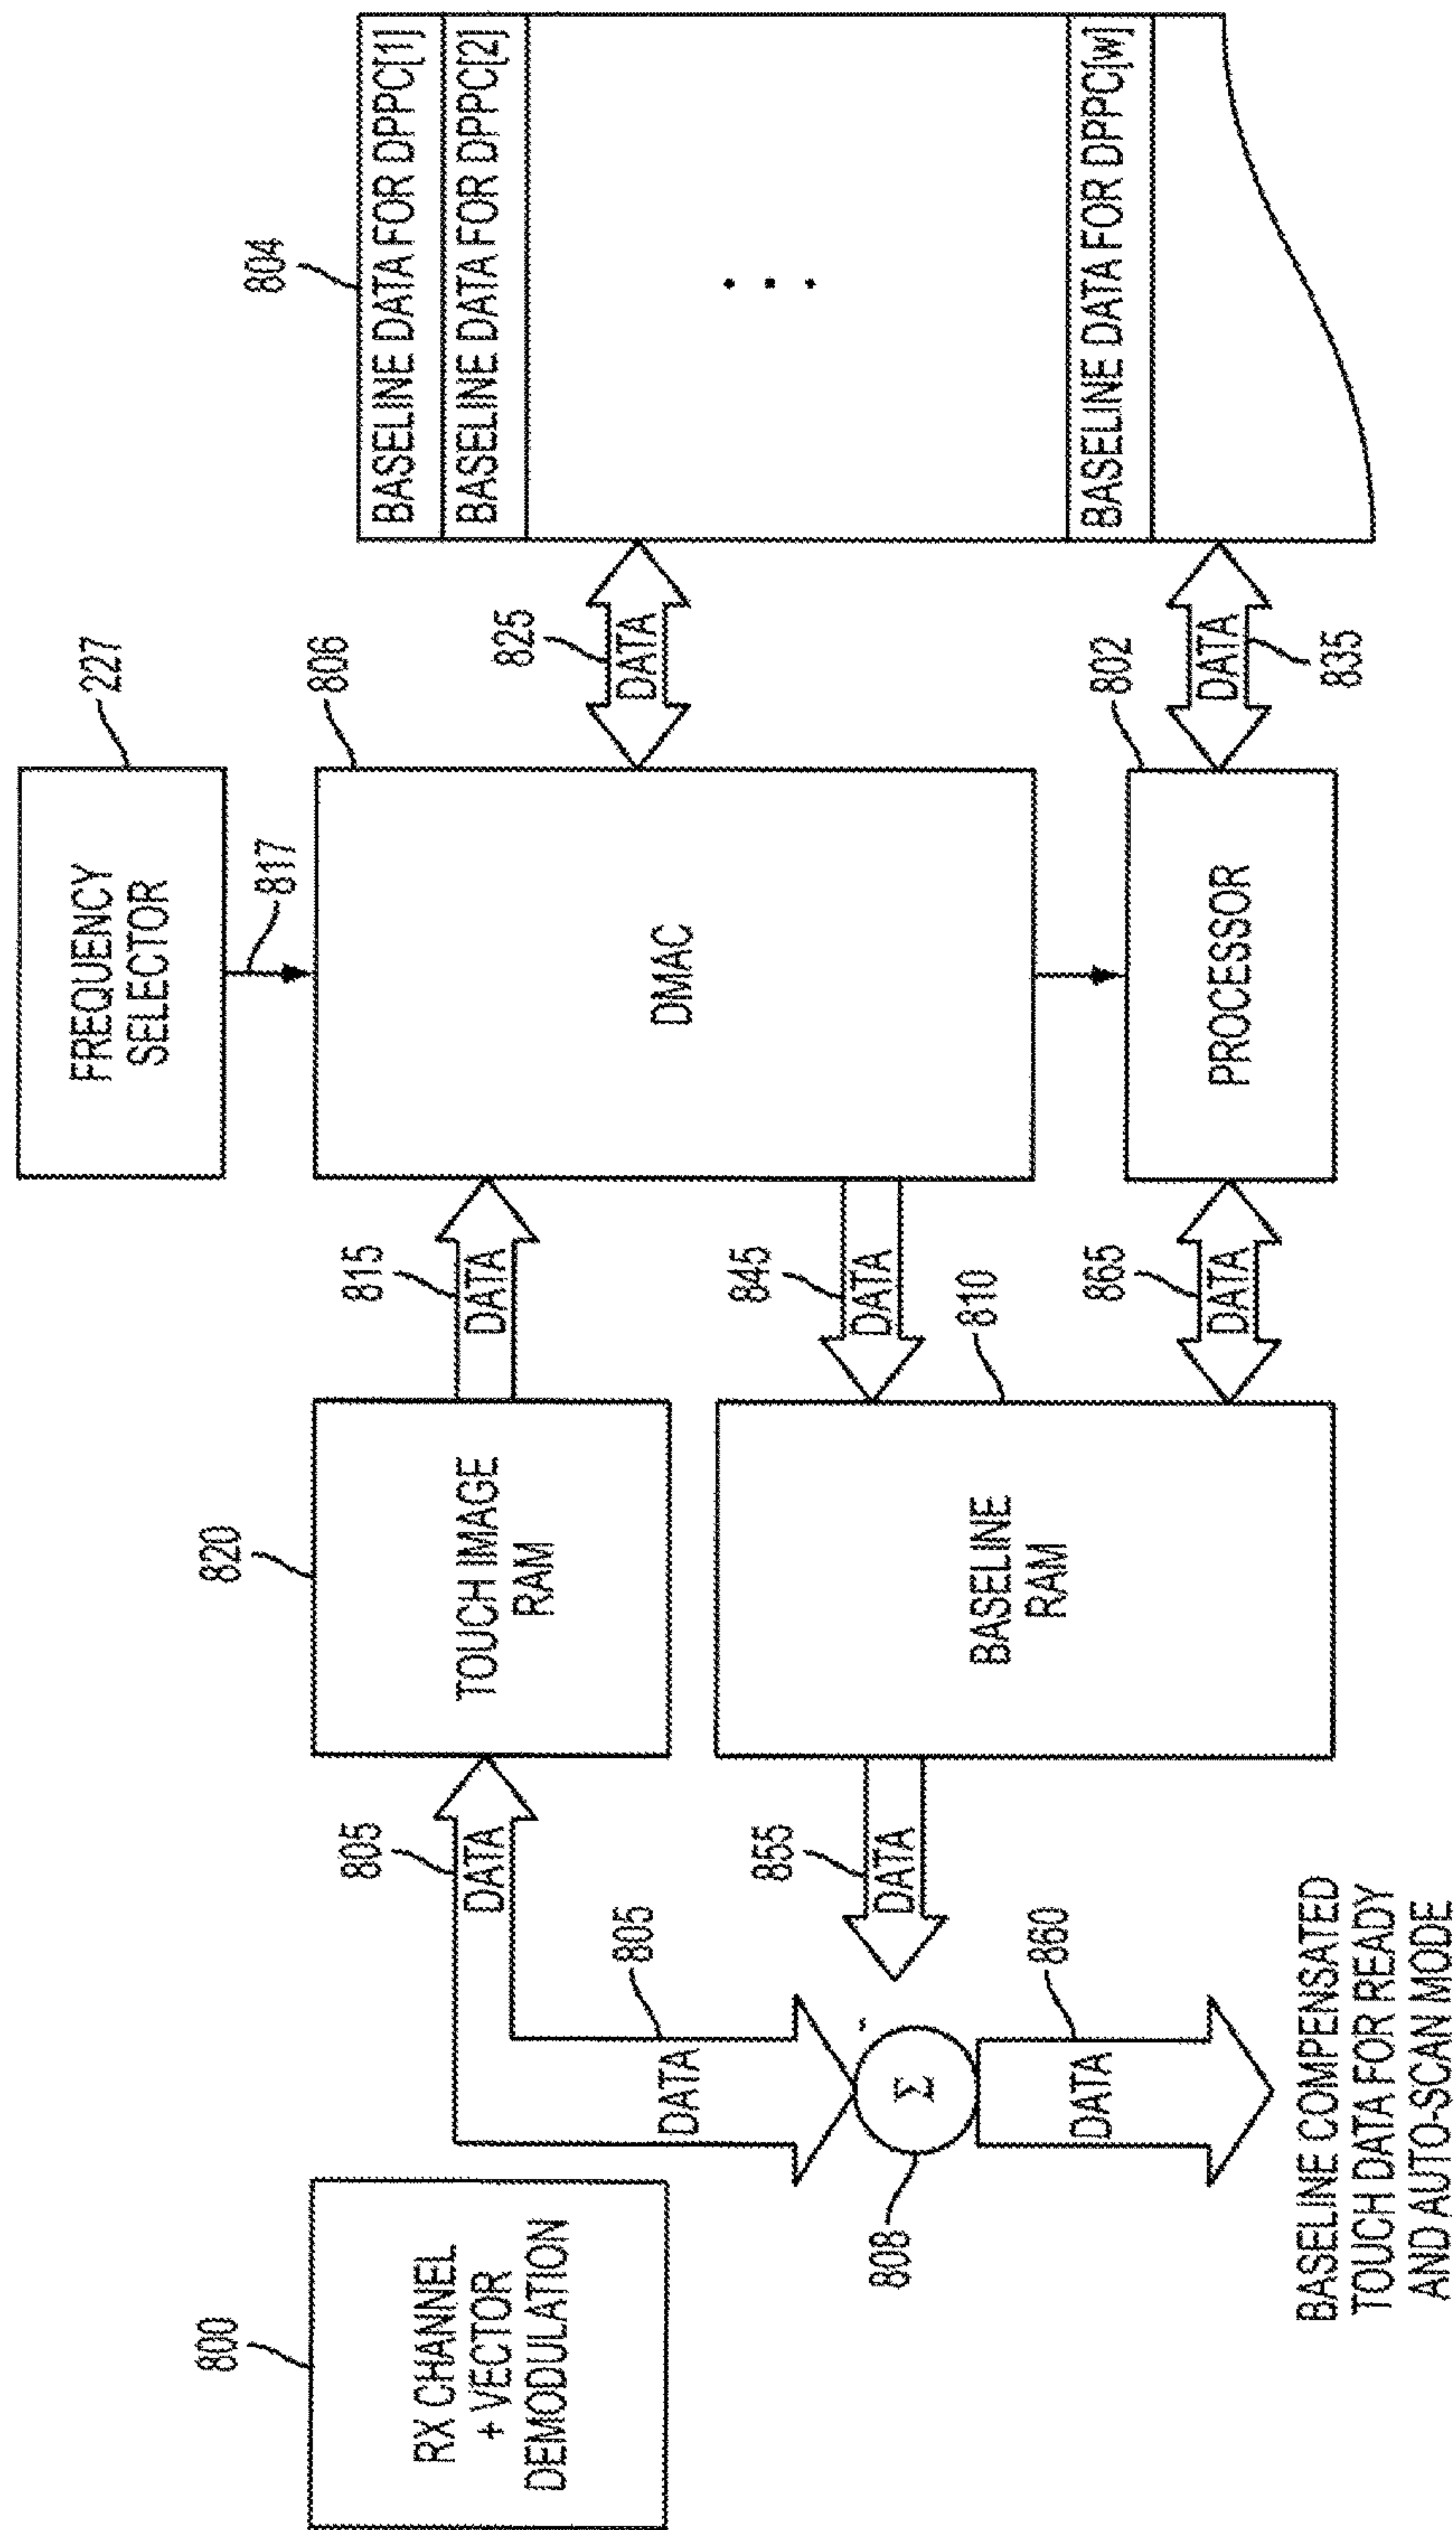 800
RX CHANNEL
+ VECTOR
DEMODULATION
805
DATA
805
DATA
808
Σ
860
DATA
BASELINE COMPENSATED
TOUCH DATA FOR READY
AND AUTO-SCAN MODE
855
DATA
820
TOUCH IMAGE
RAM
BASELINE
RAM
810
815
DATA
845
DATA
865
DATA
FREQUENCY
SELECTOR
227
817
806
DMAC
PROCESSOR
802
825
DATA
DATA
835
804
BASELINE DATA FOR DPPC[1]
BASELINE DATA FOR DPPC[2]
BASELINE DATA FOR DPPC[w]